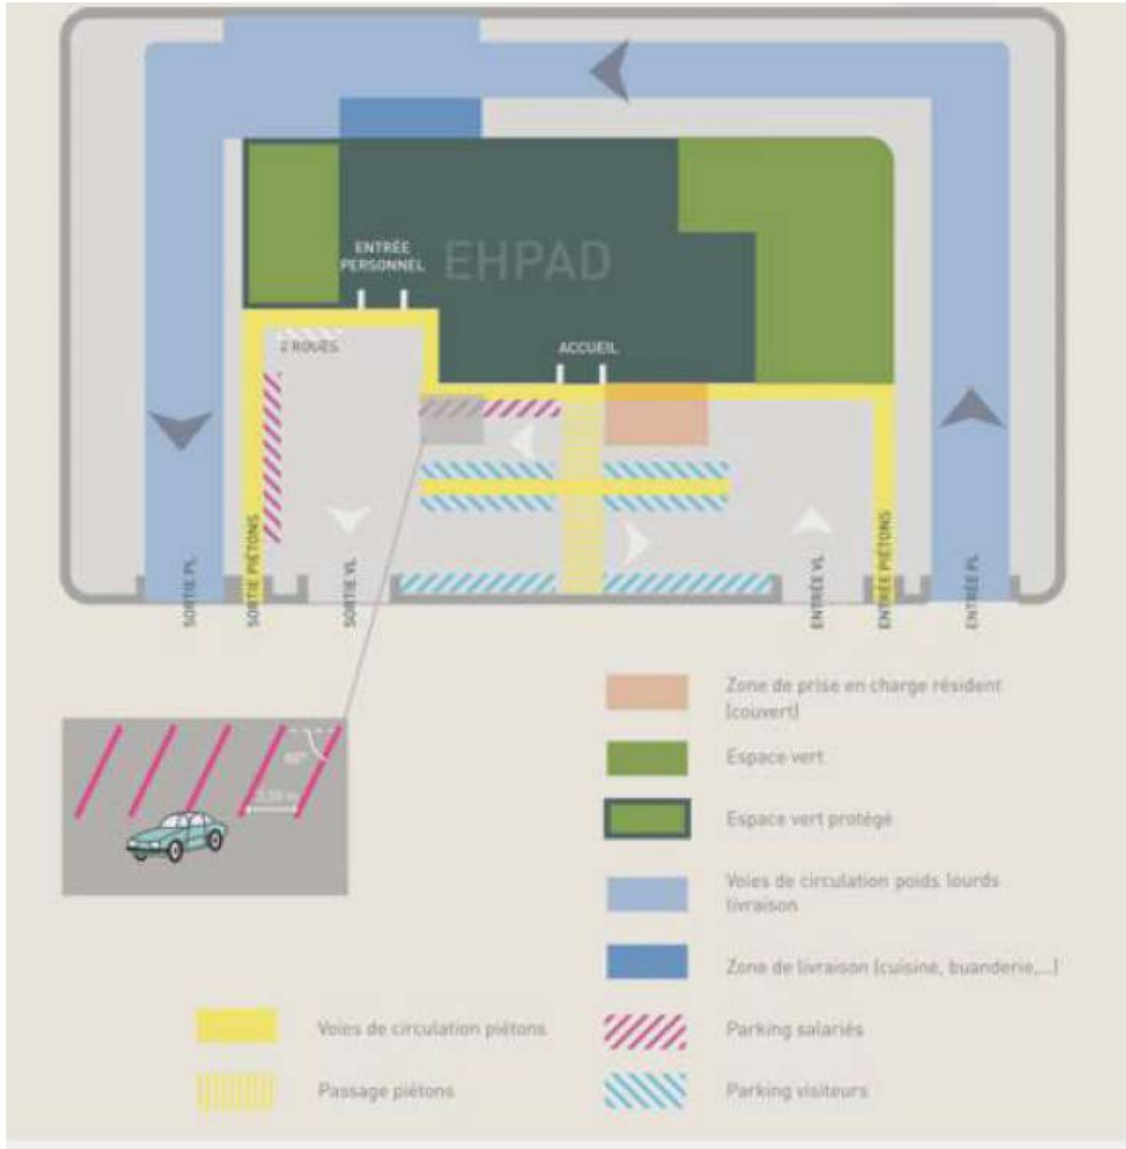 ENTRÉE
PERSONNEL
EHPAD
2 ROUES
ACCUEIL
SORTIE PL
SORTIE PIÉTONS
SORTIE VL
ENTRÉE VL
ENTRÉE PIÉTONS
ENTRÉE PL
Zone de prise en charge résident
(couvert)
Espace vert
Espace vert protégé
Voies de circulation poids lourds
livraison
Zone de livraison (cuisine, buanderie,...)
Voies de circulation piétons
Parking salariés
Passage piétons
Parking visiteurs